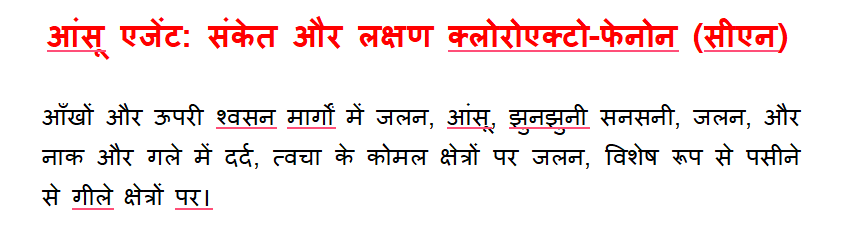 आंसू एजेंट: संकेत और लक्षण क्लोरोएक्टो-फेनोन (सीएन)
आँखों और ऊपरी श्वसन मार्गों में जलन, आंसू, झुनझुनी सनसनी, जलन, और
नाक और गले में दर्द, त्वचा के कोमल क्षेत्रों पर जलन, विशेष रूप से पसीने
से गीले क्षेत्रों पर।